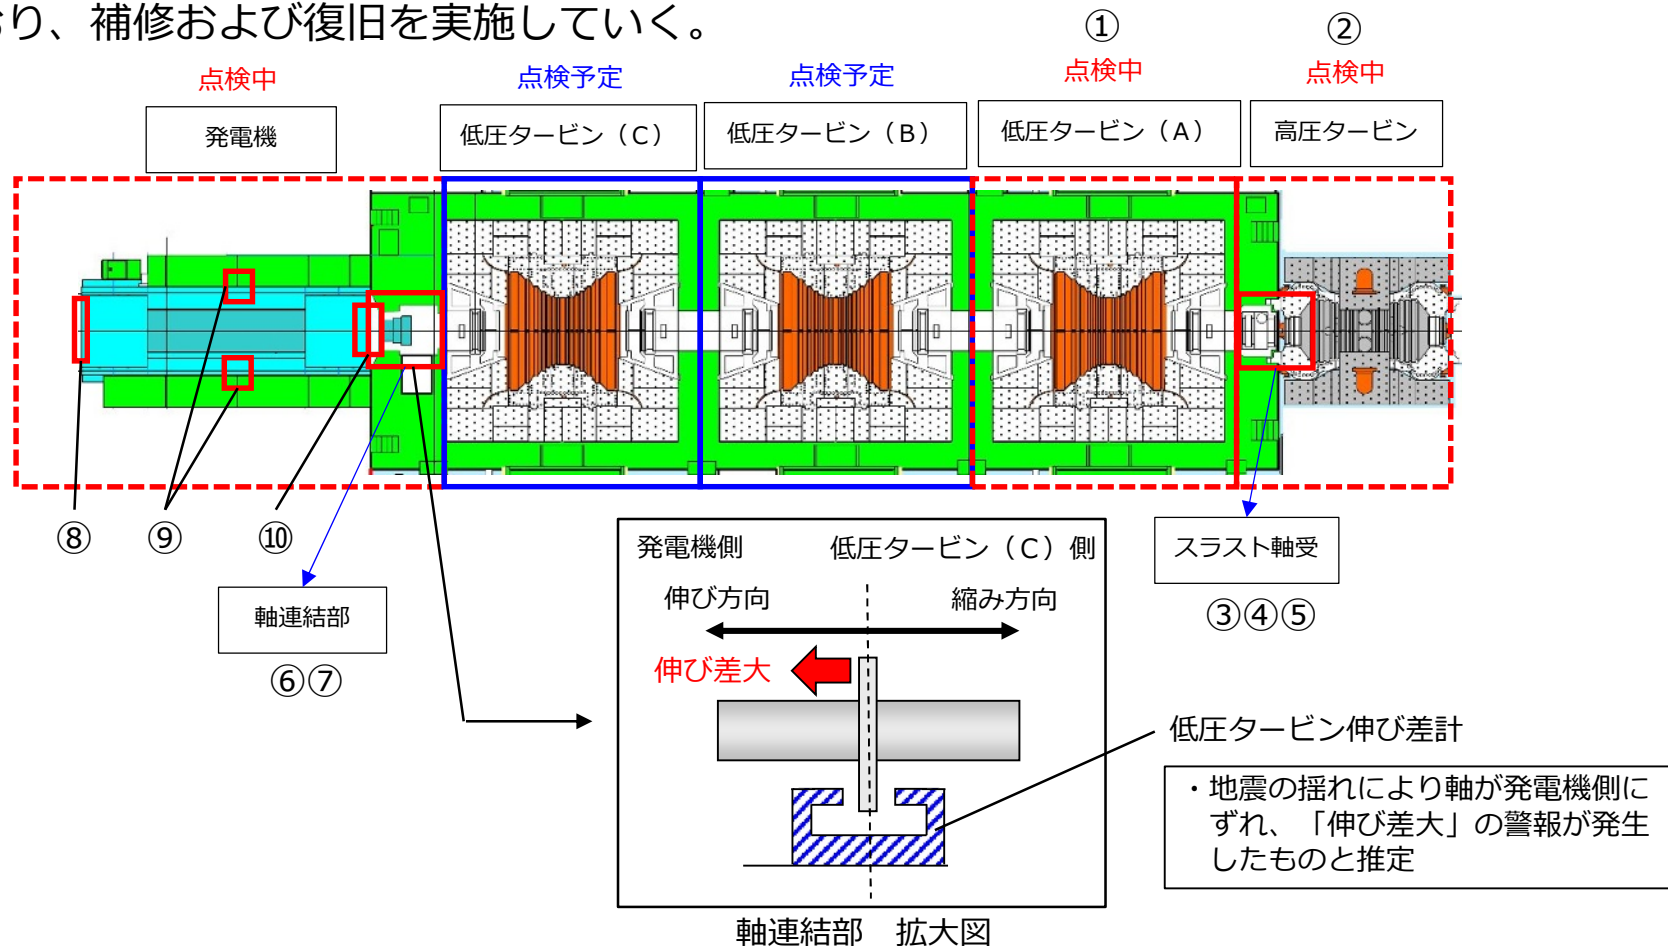 おり、補修および復旧を実施していく。
① ②
点検中 点検予定 点検予定 点検中 点検中
発電機 低圧タービン（C） 低圧タービン（B） 低圧タービン（A） 高圧タービン
⑧ ⑨ ⑩
軸連結部
⑥⑦
スラスト軸受
③④⑤
発電機側 低圧タービン（C）側
伸び方向 縮み方向
伸び差大
低圧タービン伸び差計
・地震の揺れにより軸が発電機側に
ずれ、「伸び差大」の警報が発生
したものと推定
軸連結部 拡大図